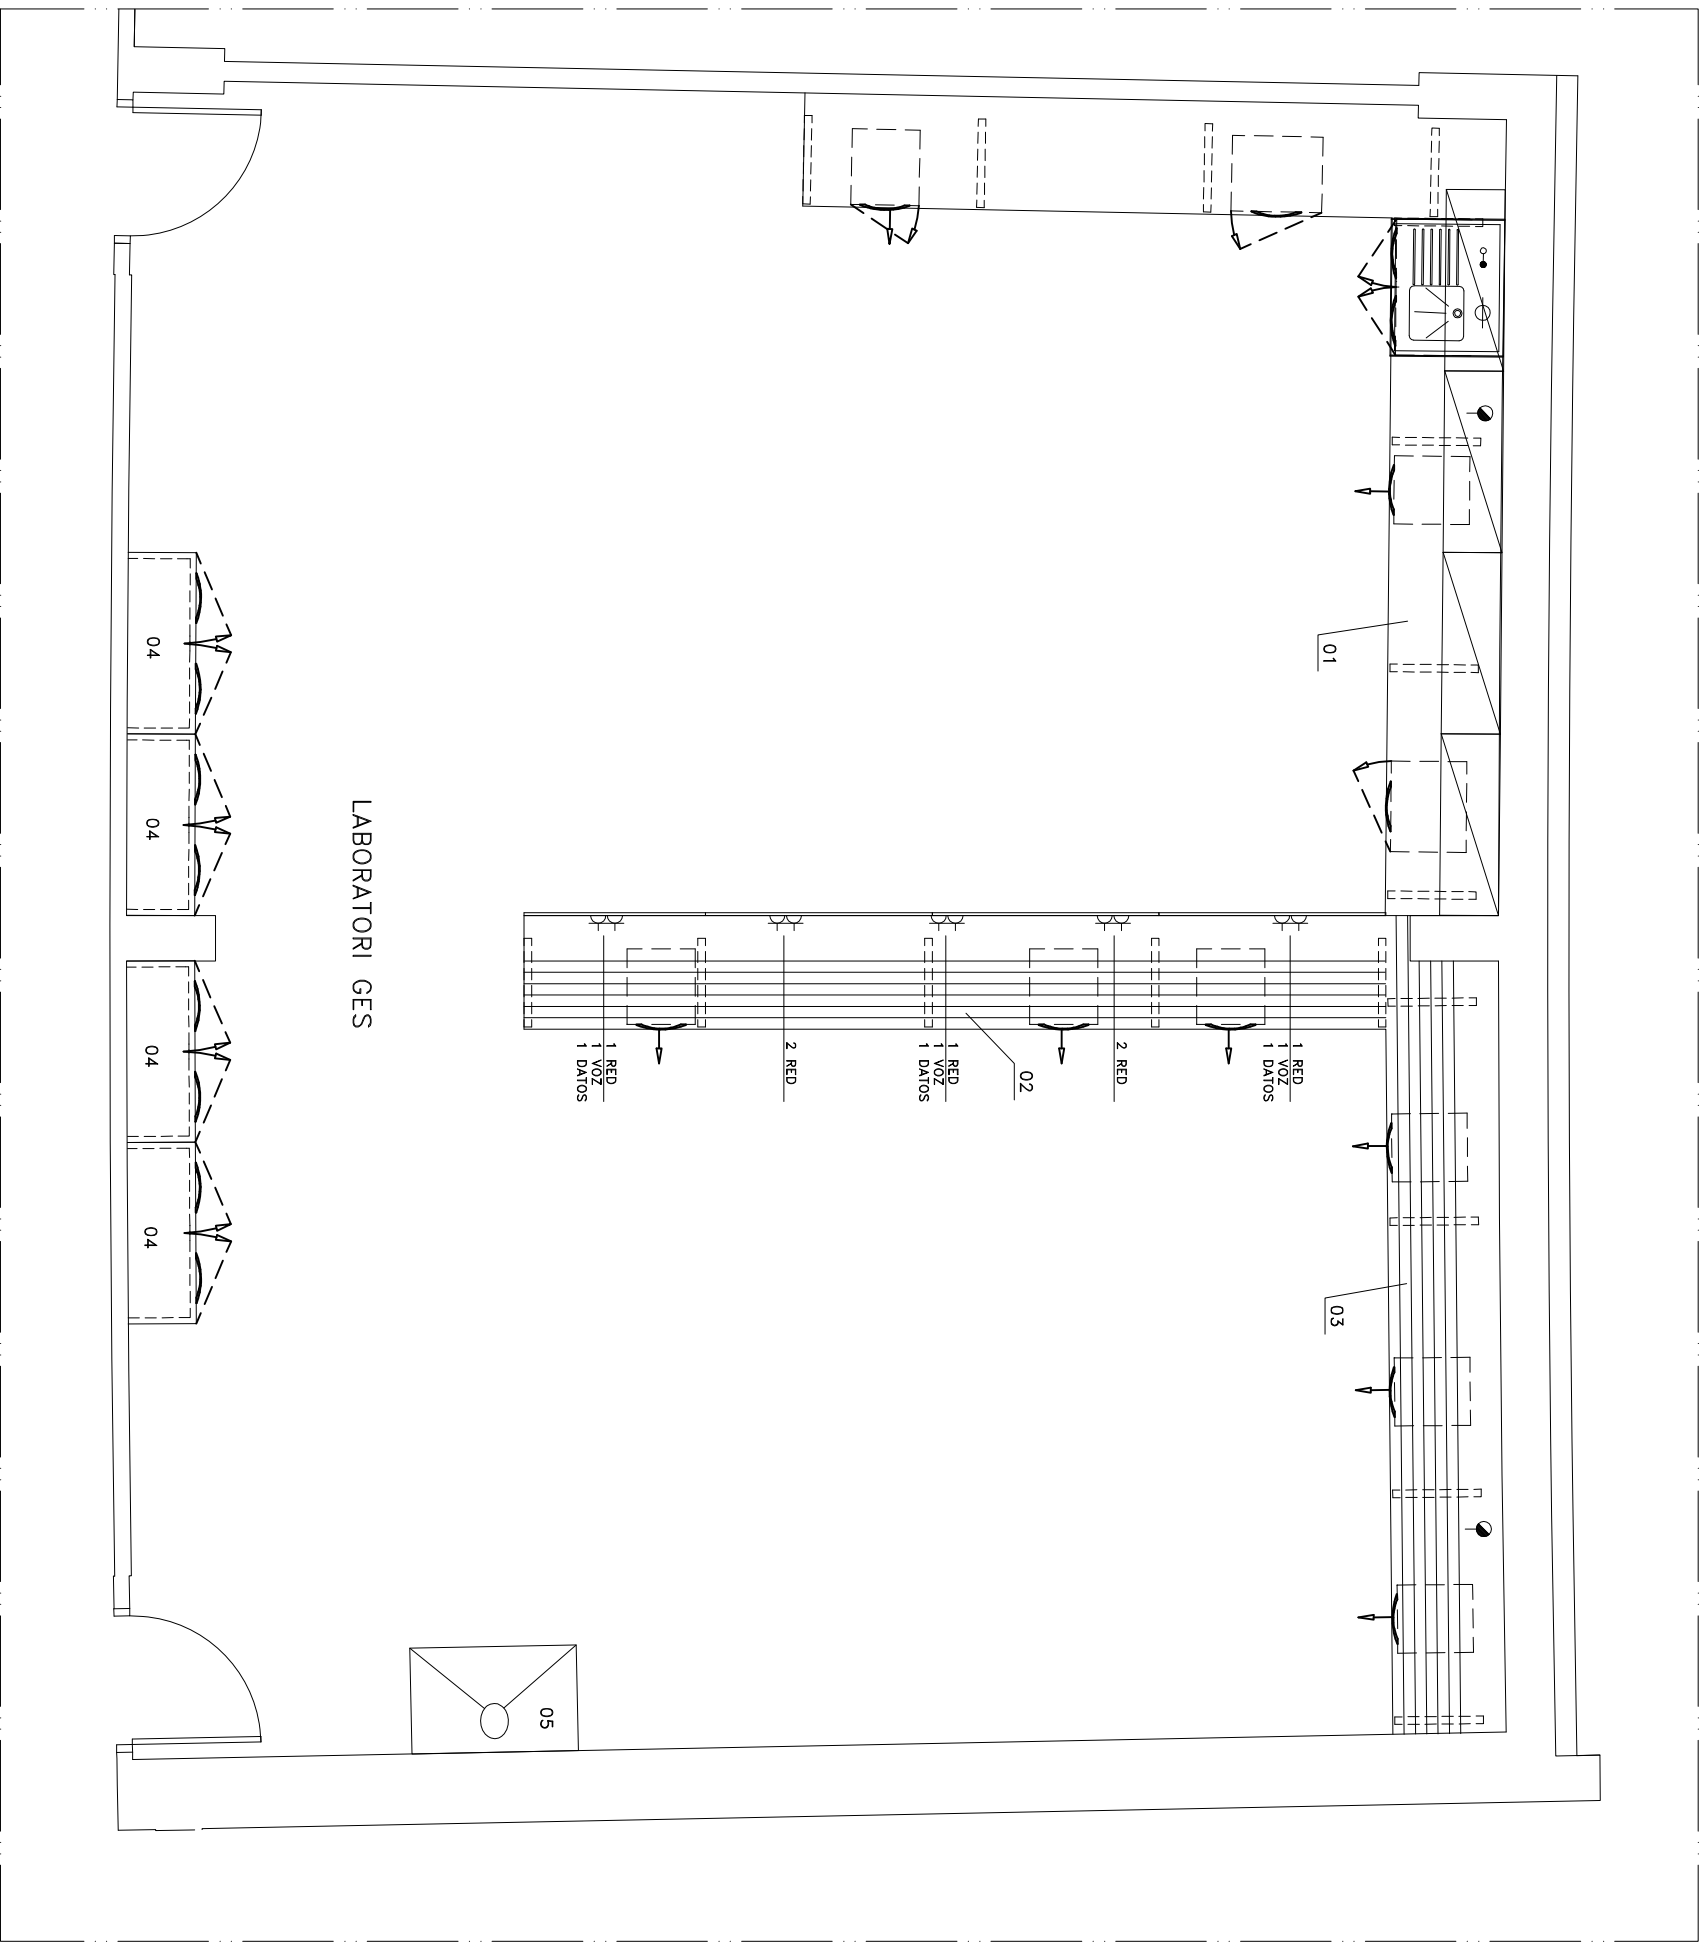 01
03
1 RED
1 VOZ
1 DATOS
2 RED
02
1 RED
1 VOZ
1 DATOS
2 RED
1 RED
1 VOZ
1 DATOS
05
LABORATORI GES
04
04
04
04